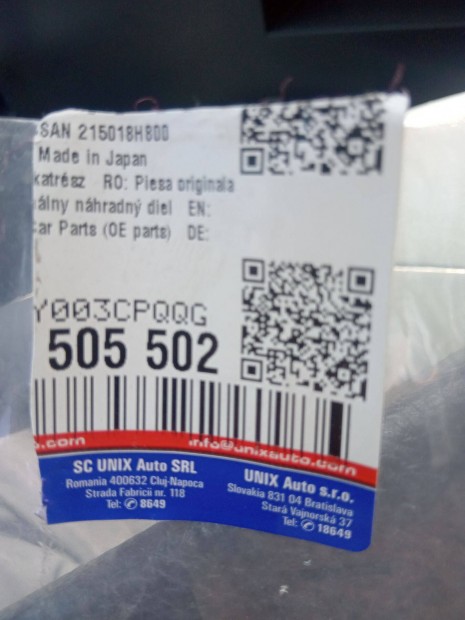 SAN 215018H800
Made in Japan
katrész RO: Piesa originala
álny náhradný diel EN:
ar Parts (OE parts) DE:
Y003CPQQG
505 502
o.com info@unixauto.com
SC UNIX Auto SRL
Romania 400632 Cluj-Napoca
Strada Fabricii nr. 118
Tel: ✆ 8649
UNIX Auto s.r.o.
Slovakia 831 04 Bratislava
Stará Vajnorská 37
Tel: ✆ 18649